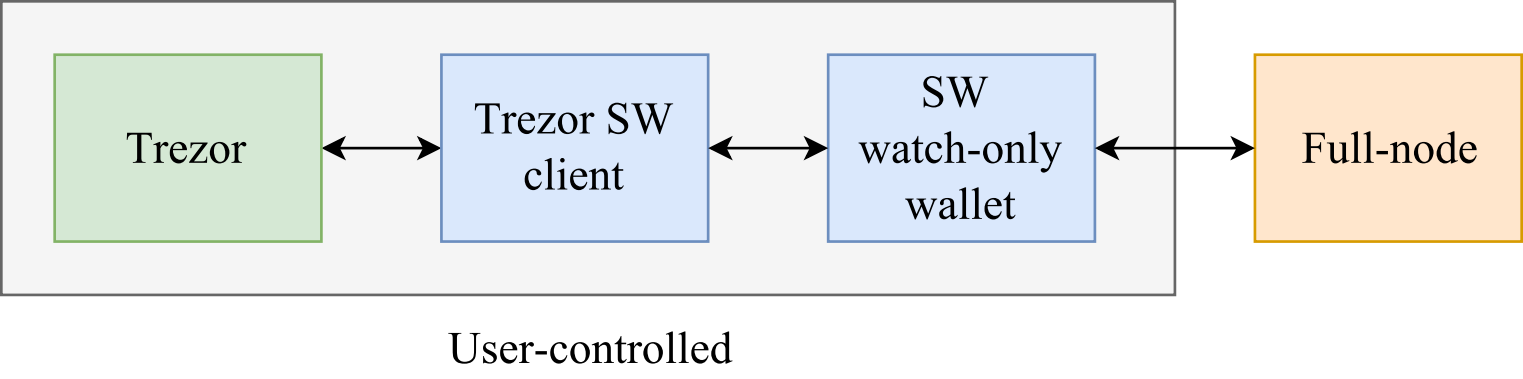 Trezor
Trezor SW
client
SW
watch-only
wallet
Full-node
User-controlled